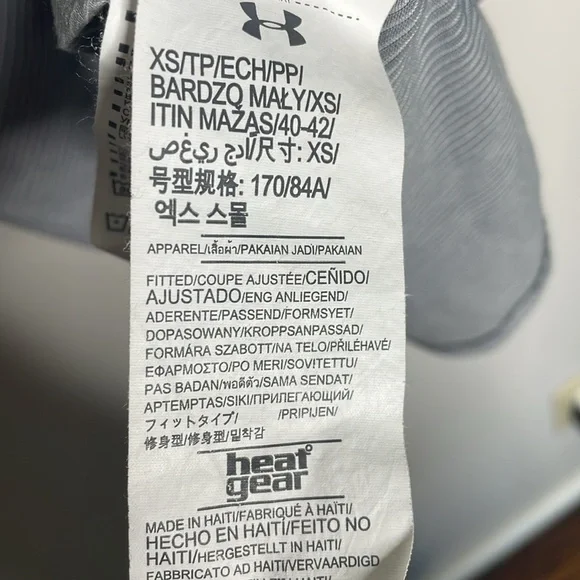 XS/TP/ECH/PP/
BARDZO MAŁY/XS/
ITIN MAŽAS/40-42/
尺寸: XS/
号型规格: 170/84A/
엑스 스몰
APPAREL/เสื้อผ้า/PAKAIAN JADI/PAKAIAN
FITTED/COUPE AJUSTÉE/CEÑIDO/
AJUSTADO/ENG ANLIEGEND/
ADERENTE/PASSEND/FORMSYET/
DOPASOWANY/KROPPSANPASSAD/
FORMÁRA SZABOTT/NA TELO/PŘILÉHAVÉ/
ΕΦΑΡΜΟΣΤΟ/PO MERI/SOVITETTU/
PAS BADAN/พอดีตัว/SAMA SENDAT/
APTEMPTAS/SIKI/ПРИЛЕГАЮЩИЙ/
フィットタイプ/ /PRIPIJEN/
修身型/修身型/밀착감
heat gear
MADE IN HAITI/FABRIQUÉ À HAÏTI/
HECHO EN HAITÍ/FEITO NO
HAITI/HERGESTELLT IN HAITI/
FABBRICATO AD HAITI/VERVAARDIGD